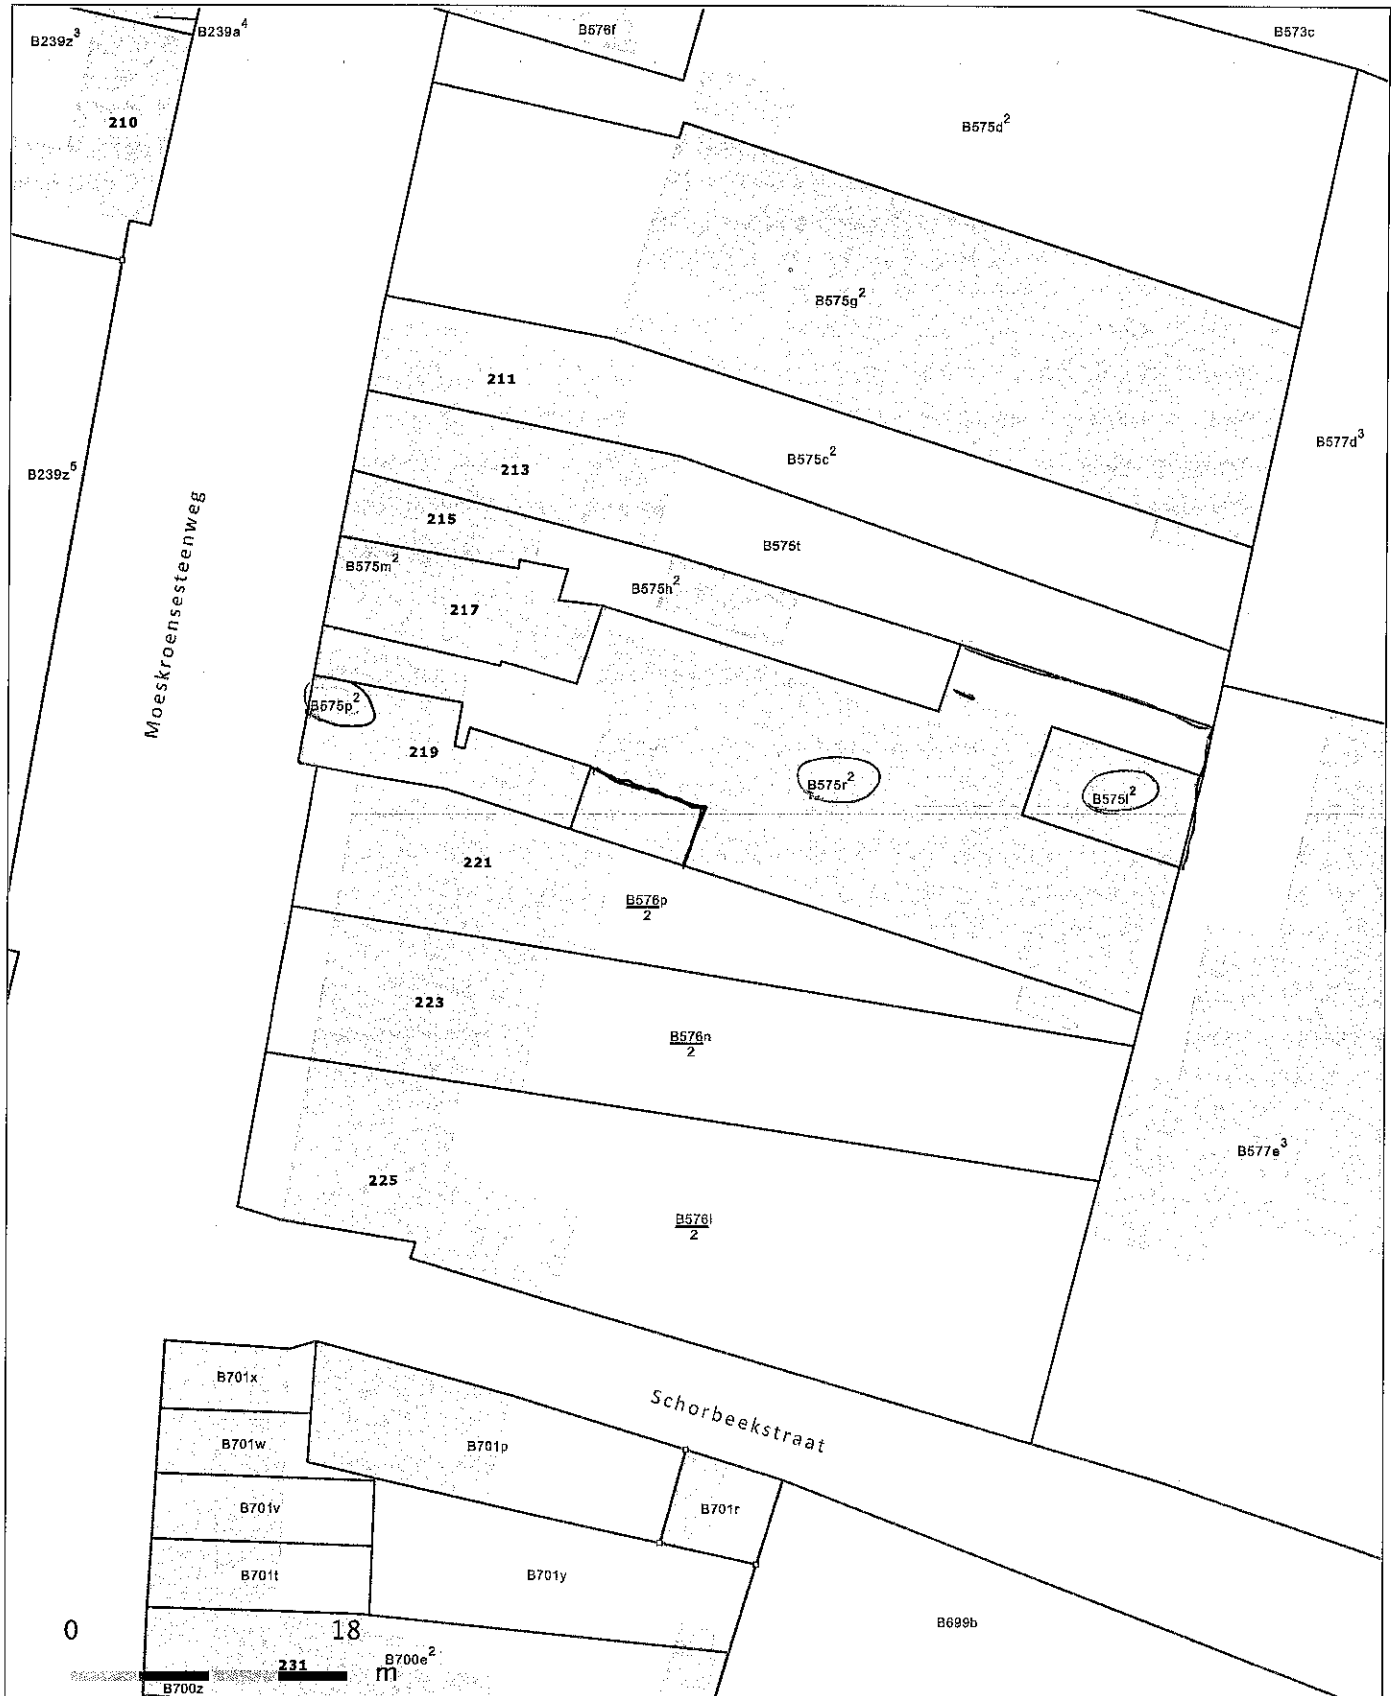 B239z³
B239a⁴
B576f
B573c
210
B575d²
B575g²
211
B577d³
B575c²
213
B239z⁵
215
B575t
B575m²
B575h²
217
Moeskroensesteenweg
B575p²
219
B575r²
B575l²
221
B576p
2
223
B576n
2
B577e³
225
B576l
2
Schorbeekstraat
B701x
B701w
B701p
B701v
B701r
B701t
B701y
B699b
0
18
B700e²
231
m
B700z